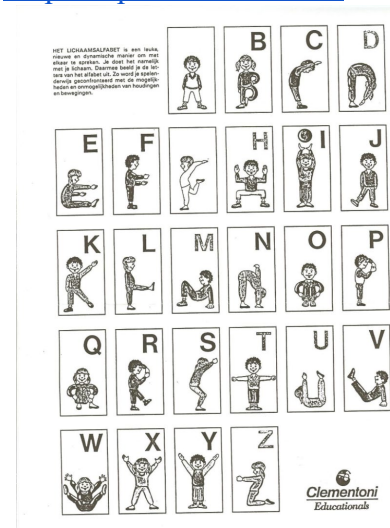 HET LICHAAMSALFABET is een leuke,
nieuwe en dynamische manier om met
elkaar te spreken. Je doet het namelijk
met je lichaam. Daarmee beeld je de let-
ters van het alfabet uit. Zo word je spelen-
derwijs geconfronteerd met de mogelijk-
heden en onmogelijkheden van houdingen
en bewegingen.
B C D
E F H I J
K L M N O P
Q R S T U V
W X Y Z
Clementoni
Educationals